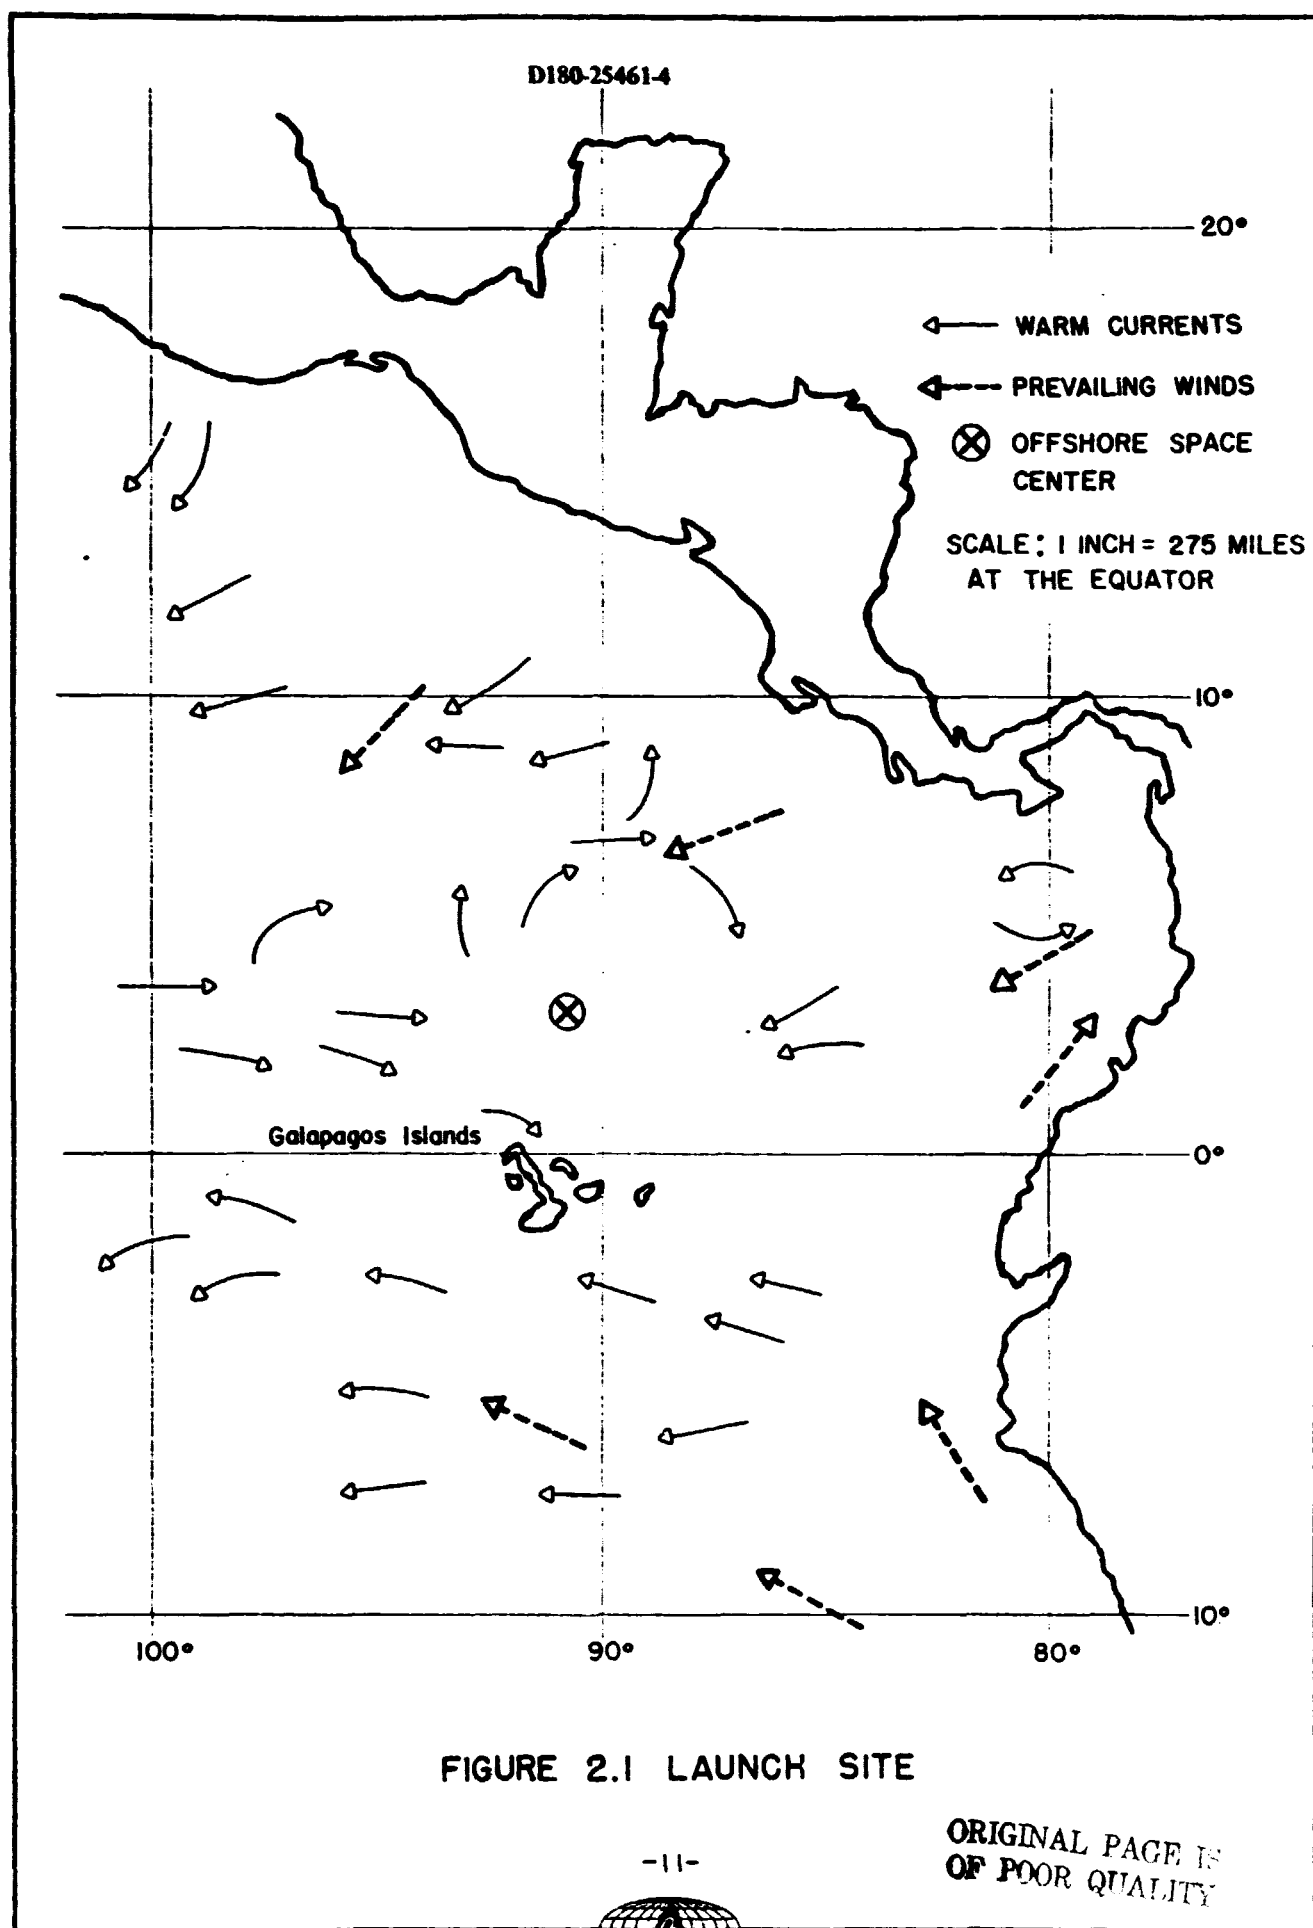 D180-25461-4
20°
WARM CURRENTS
PREVAILING WINDS
OFFSHORE SPACE
CENTER
SCALE: 1 INCH = 275 MILES
AT THE EQUATOR
10°
Galapagos Islands
0°
10°
100°
90°
80°
FIGURE 2.1 LAUNCH SITE
ORIGINAL PAGE IS
OF POOR QUALITY
-11-